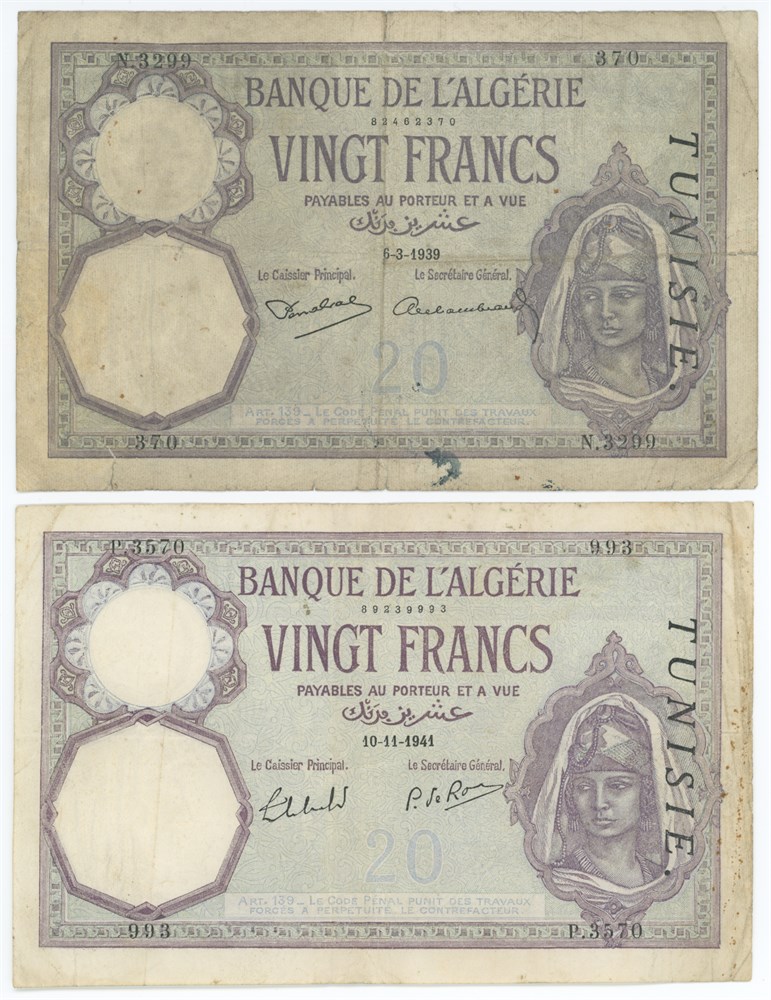 N.3299 370
BANQUE DE L'ALGÉRIE
82462370
VINGT FRANCS
PAYABLES AU PORTEUR ET A VUE
عشرين فرنك
6-3-1939
Le Caissier Principal. Le Secrétaire Général.
20
ART. 139_ LE CODE PÉNAL PUNIT DES TRAVAUX
FORCÉS A PERPÉTUITÉ LE CONTREFACTEUR.
370 N.3299
TUNISIE.
P.3570 993
BANQUE DE L'ALGÉRIE
89239993
VINGT FRANCS
PAYABLES AU PORTEUR ET A VUE
عشرين فرنك
10-11-1941
Le Caissier Principal. Le Secrétaire Général.
P. de Rou
20
ART. 139_ LE CODE PÉNAL PUNIT DES TRAVAUX
FORCÉS A PERPÉTUITÉ LE CONTREFACTEUR.
993 P.3570
TUNISIE.